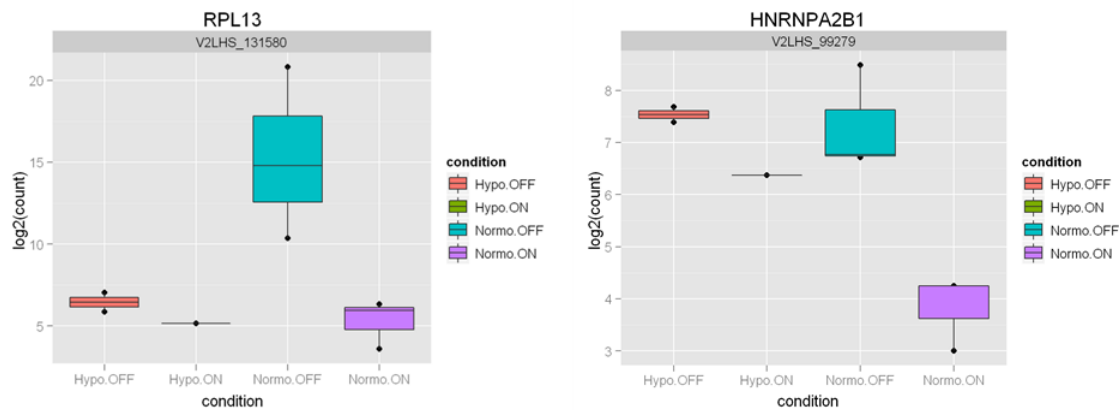 RPL13
V2LHS_131580
20
15
10
5
log2(count)
Hypo.OFF Hypo.ON Normo.OFF Normo.ON
condition
condition
Hypo.OFF
Hypo.ON
Normo.OFF
Normo.ON
HNRNPA2B1
V2LHS_99279
8
7
6
5
4
3
log2(count)
Hypo.OFF Hypo.ON Normo.OFF Normo.ON
condition
condition
Hypo.OFF
Hypo.ON
Normo.OFF
Normo.ON